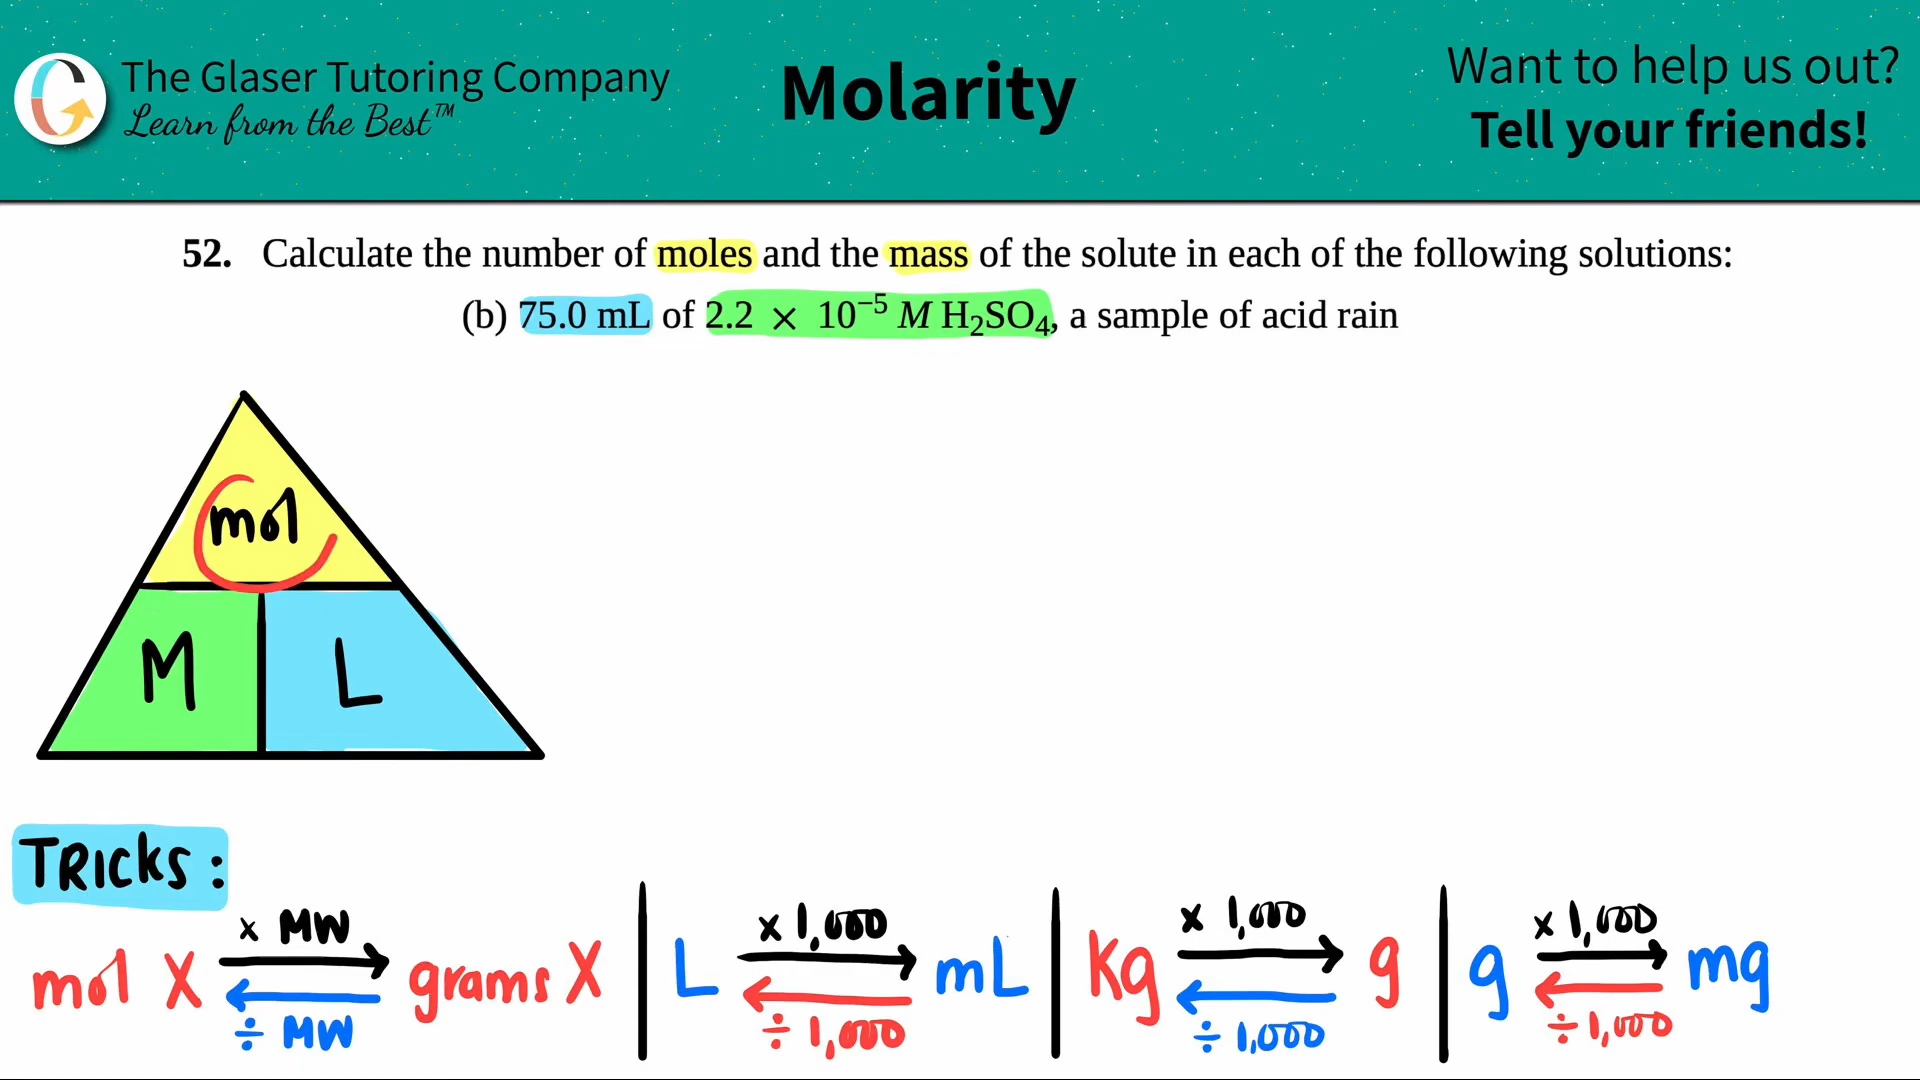 The Glaser Tutoring Company
Learn from the Best™
Molarity
Want to help us out?
Tell your friends!
52. Calculate the number of moles and the mass of the solute in each of the following solutions:
(b) 75.0 mL of 2.2 × 10⁻⁵ M H₂SO₄, a sample of acid rain
mol
M L
TRICKS:
mol X x MW grams X
÷ MW
L x 1,000 mL
÷ 1,000
Kg x 1,000 g
÷ 1,000
g x 1,000 mg
÷ 1,000